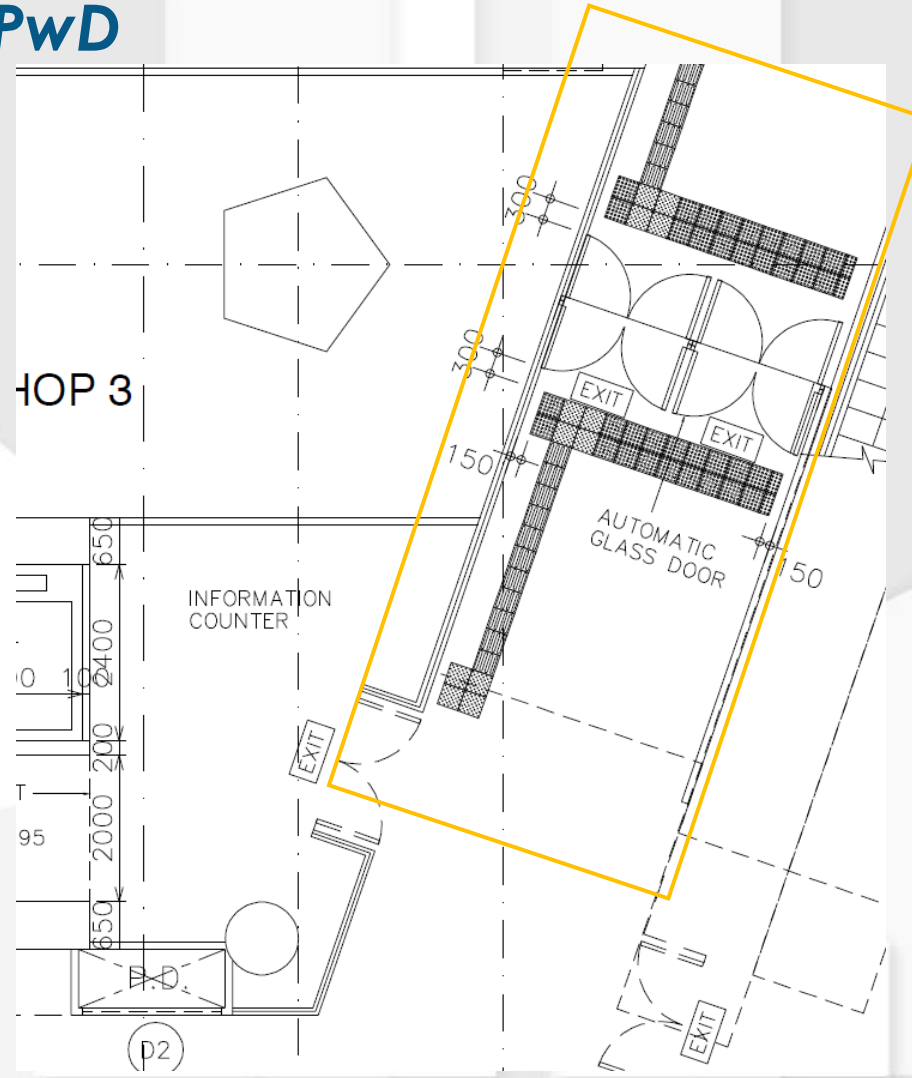 PwD
300
300
HOP 3
EXIT
EXIT
150
AUTOMATIC
GLASS DOOR
150
650
INFORMATION
COUNTER
2400
EXIT
200
T
95
2000
650
P.D.
D2
EXIT